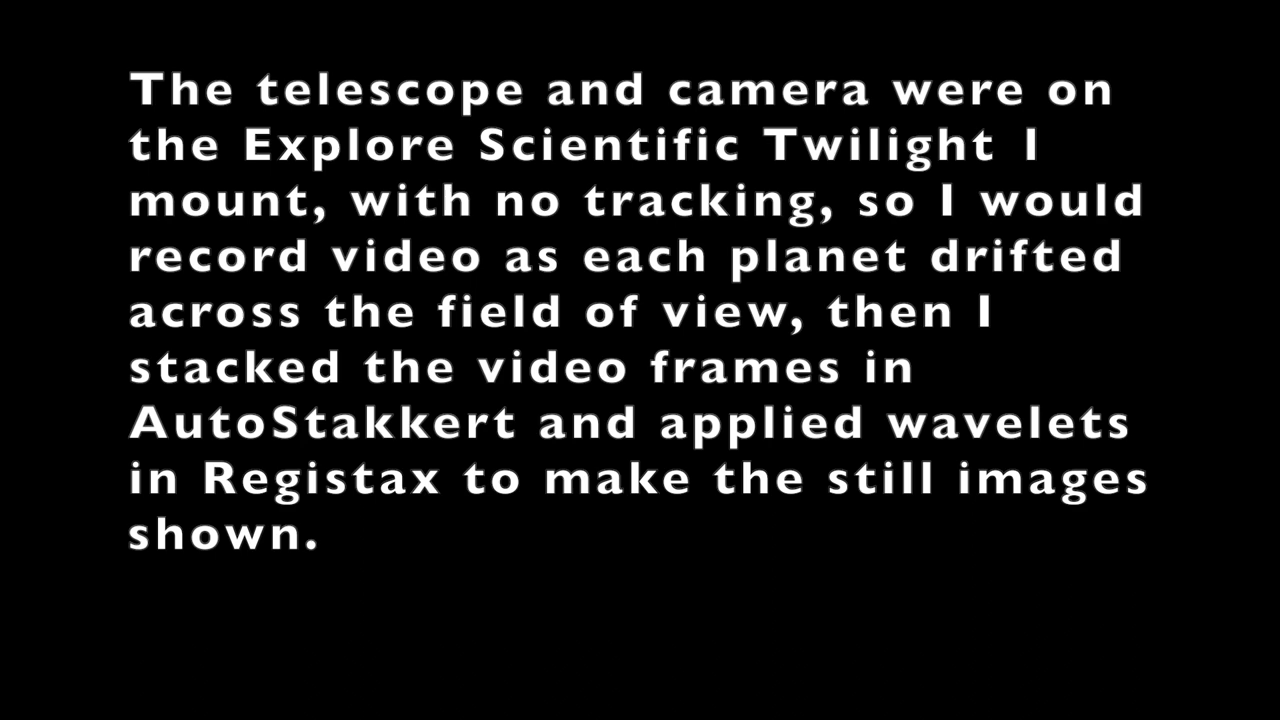 The telescope and camera were on
the Explore Scientific Twilight I
mount, with no tracking, so I would
record video as each planet drifted
across the field of view, then I
stacked the video frames in
AutoStakkert and applied wavelets
in Registax to make the still images
shown.